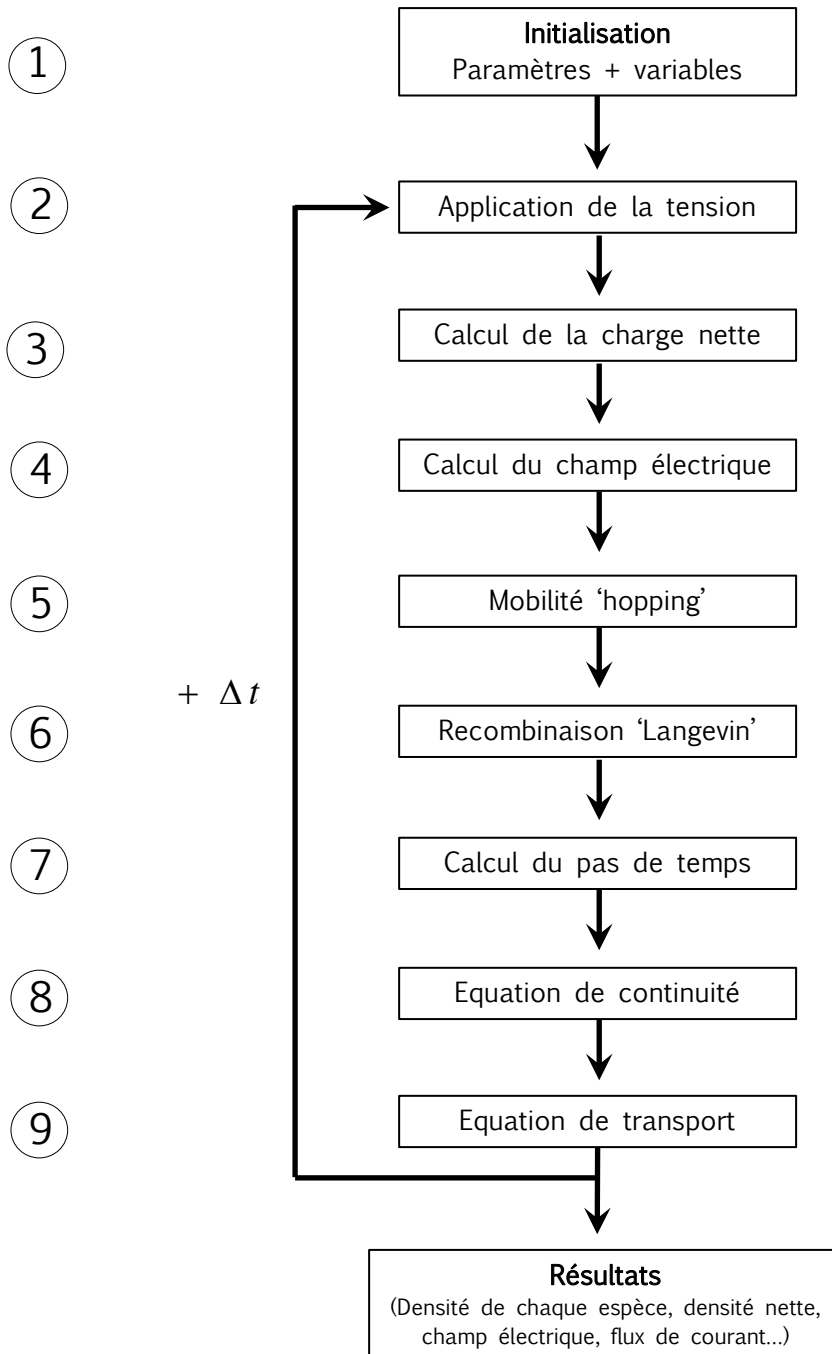 1
Initialisation
Paramètres + variables
2
Application de la tension
3
Calcul de la charge nette
4
Calcul du champ électrique
5
Mobilité ‘hopping’
+ Δt
6
Recombinaison ‘Langevin’
7
Calcul du pas de temps
8
Equation de continuité
9
Equation de transport
Résultats
(Densité de chaque espèce, densité nette,
champ électrique, flux de courant...)